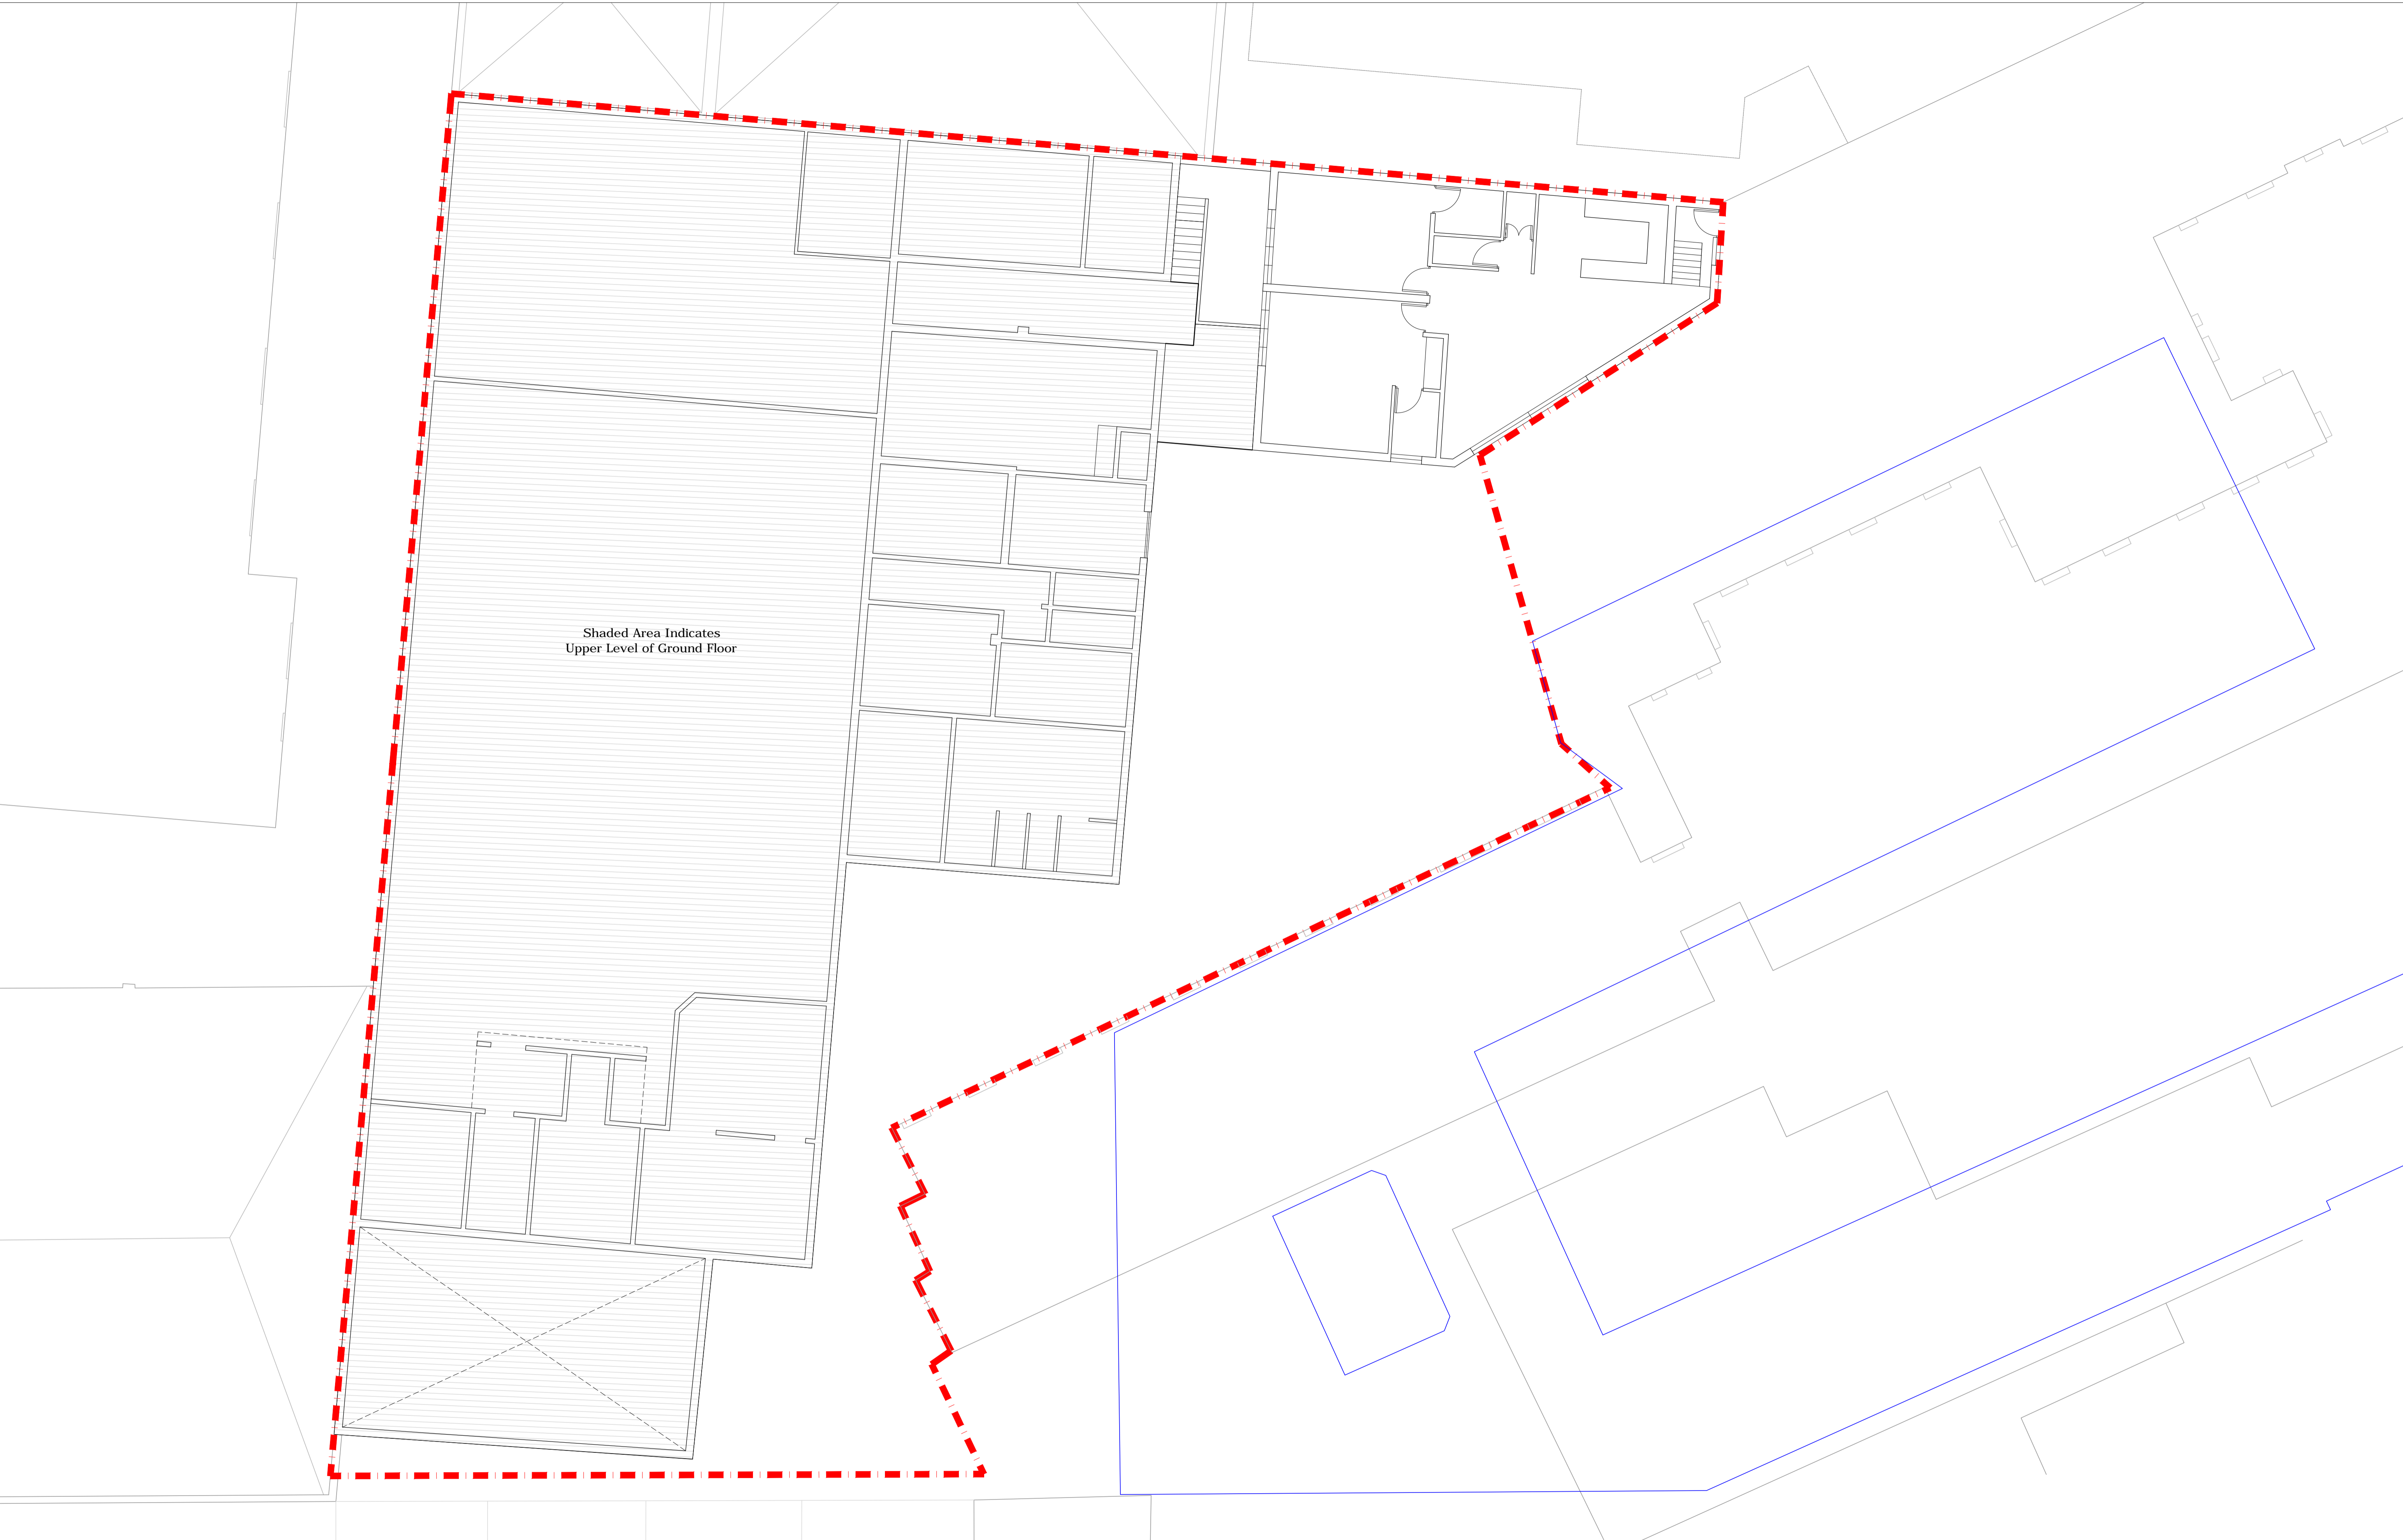 Shaded Area Indicates
Upper Level of Ground Floor